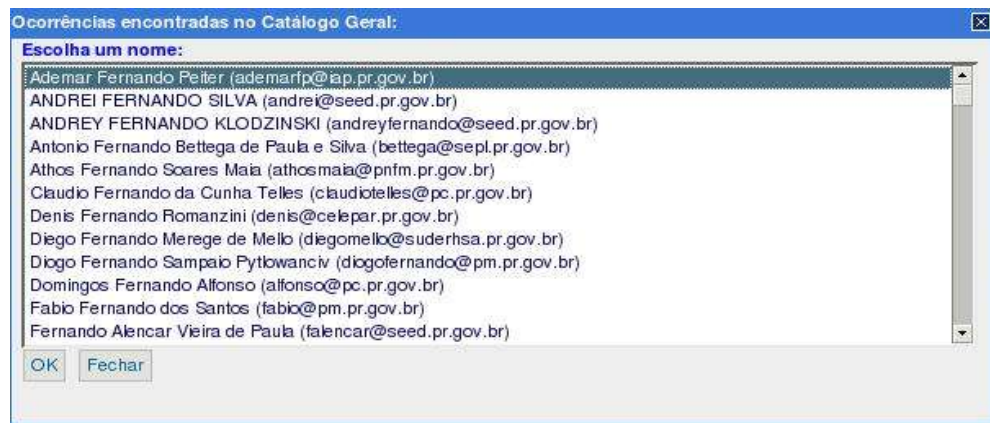 Ocorrências encontradas no Catálogo Geral:
Escolha um nome:
Ademar Fernando Peiter (ademarfp@iap.pr.gov.br)
ANDREI FERNANDO SILVA (andrei@seed.pr.gov.br)
ANDREY FERNANDO KLODZINSKI (andreyfernando@seed.pr.gov.br)
Antonio Fernando Bettega de Paula e Silva (bettega@sepl.pr.gov.br)
Athos Fernando Soares Maia (athosmaia@pnfm.pr.gov.br)
Claudio Fernando da Cunha Telles (claudiotelles@pc.pr.gov.br)
Denis Fernando Romanzini (denis@celepar.pr.gov.br)
Diego Fernando Merege de Mello (diegomello@suderhsa.pr.gov.br)
Diogo Fernando Sampaio Pytlowanciv (diogofernando@pm.pr.gov.br)
Domingos Fernando Alfonso (alfonso@pc.pr.gov.br)
Fabio Fernando dos Santos (fabio@pm.pr.gov.br)
Fernando Alencar Vieira de Paula (falencar@seed.pr.gov.br)
OK Fechar